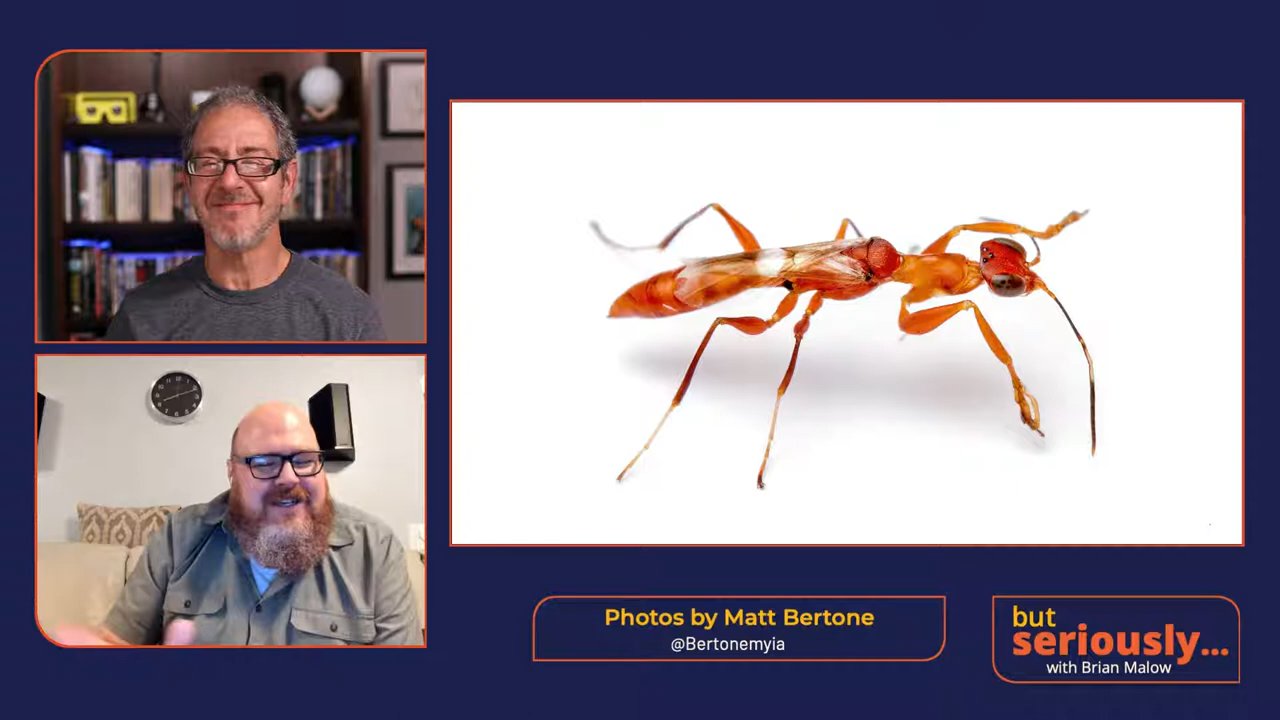 Photos by Matt Bertone
@Bertonemyia
but
seriously...
with Brian Malow